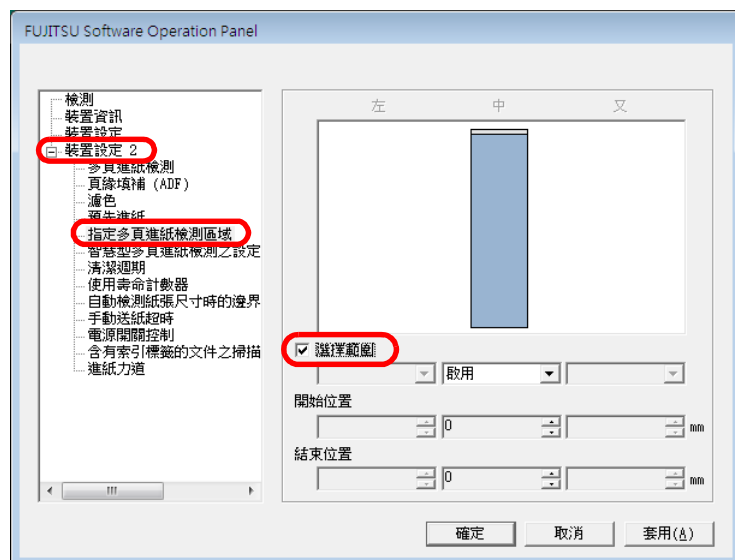 FUJITSU Software Operation Panel
檢測
裝置資訊
裝置設定
裝置設定 2
多頁進紙檢測
頁緣填補 (ADF)
濾色
預先進紙
指定多頁進紙檢測區域
智慧型多頁進紙檢測之設定
清潔週期
使用壽命計數器
自動檢測紙張尺寸時的邊界
手動送紙超時
電源開關控制
含有索引標籤的文件之掃描
進紙力道
左 中 又
選擇範圍
啟用
開始位置
0 mm
結束位置
0 mm
確定 取消 套用(A)